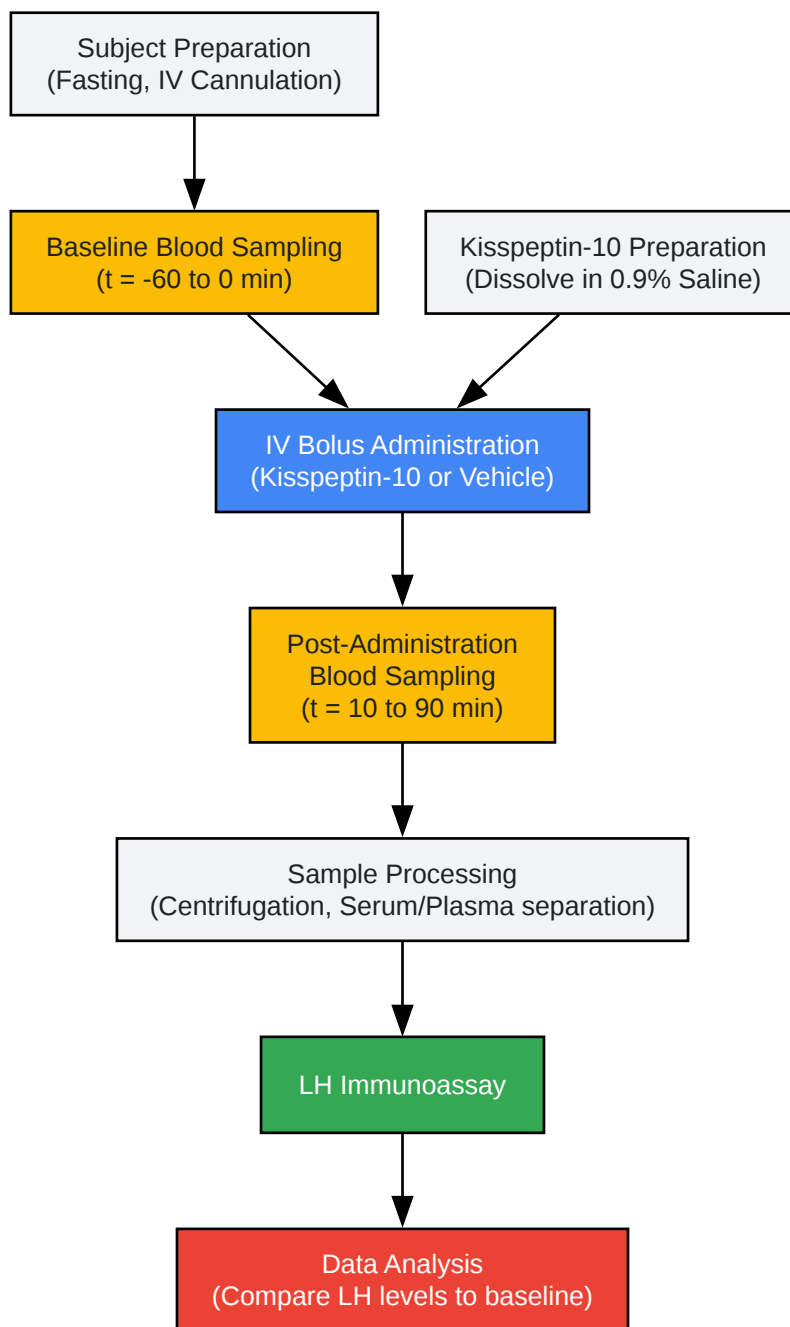 Subject Preparation
(Fasting, IV Cannulation)
Baseline Blood Sampling
(t = -60 to 0 min)
Kisspeptin-10 Preparation
(Dissolve in 0.9% Saline)
IV Bolus Administration
(Kisspeptin-10 or Vehicle)
Post-Administration
Blood Sampling
(t = 10 to 90 min)
Sample Processing
(Centrifugation, Serum/Plasma separation)
LH Immunoassay
Data Analysis
(Compare LH levels to baseline)